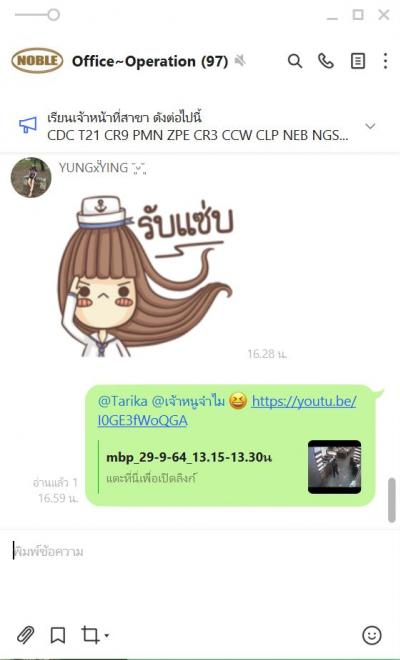 NOBLE Office~Operation (97)
เรียนเจ้าหน้าที่สาขา ดังต่อไปนี้
CDC T21 CR9 PMN ZPE CR3 CCW CLP NEB NGS...
YUNGxYING
รับแซ่บ
16.28 น.
@Tarika @เจ้าหนูจำไม 😆 https://youtu.be/
I0GE3fWoQGA
mbp_29-9-64_13.15-13.30น
แตะที่นี่เพื่อเปิดลิงก์
อ่านแล้ว 1
16.59 น.
พิมพ์ข้อความ